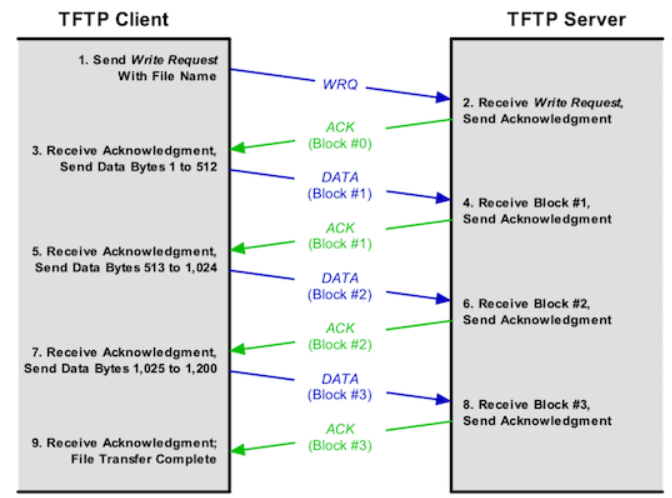 TFTP Client
TFTP Server
1. Send Write Request
With File Name
WRQ
2. Receive Write Request,
Send Acknowledgment
ACK
(Block #0)
3. Receive Acknowledgment,
Send Data Bytes 1 to 512
DATA
(Block #1)
4. Receive Block #1,
Send Acknowledgment
ACK
(Block #1)
5. Receive Acknowledgment,
Send Data Bytes 513 to 1,024
DATA
(Block #2)
6. Receive Block #2,
Send Acknowledgment
ACK
(Block #2)
7. Receive Acknowledgment,
Send Data Bytes 1,025 to 1,200
DATA
(Block #3)
8. Receive Block #3,
Send Acknowledgment
ACK
(Block #3)
9. Receive Acknowledgment;
File Transfer Complete